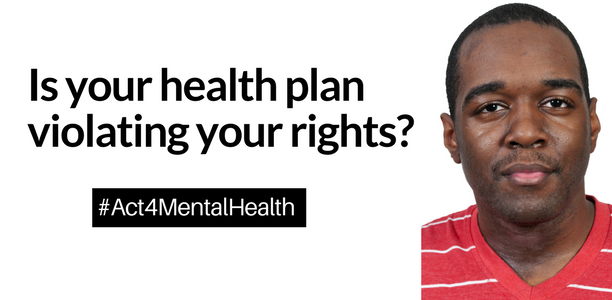 Is your health plan
violating your rights?
#Act4MentalHealth